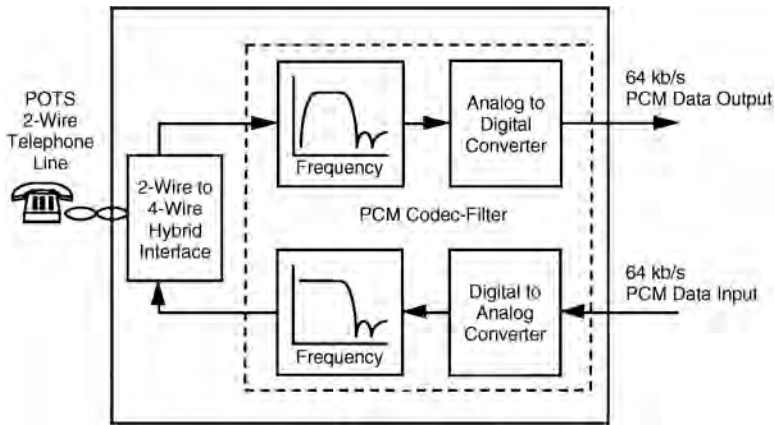 POTS
2-Wire
Telephone
Line
2-Wire to
4-Wire
Hybrid
Interface
Frequency
Analog to
Digital
Converter
64 kb/s
PCM Data Output
PCM Codec-Filter
Frequency
Digital to
Analog
Converter
64 kb/s
PCM Data Input